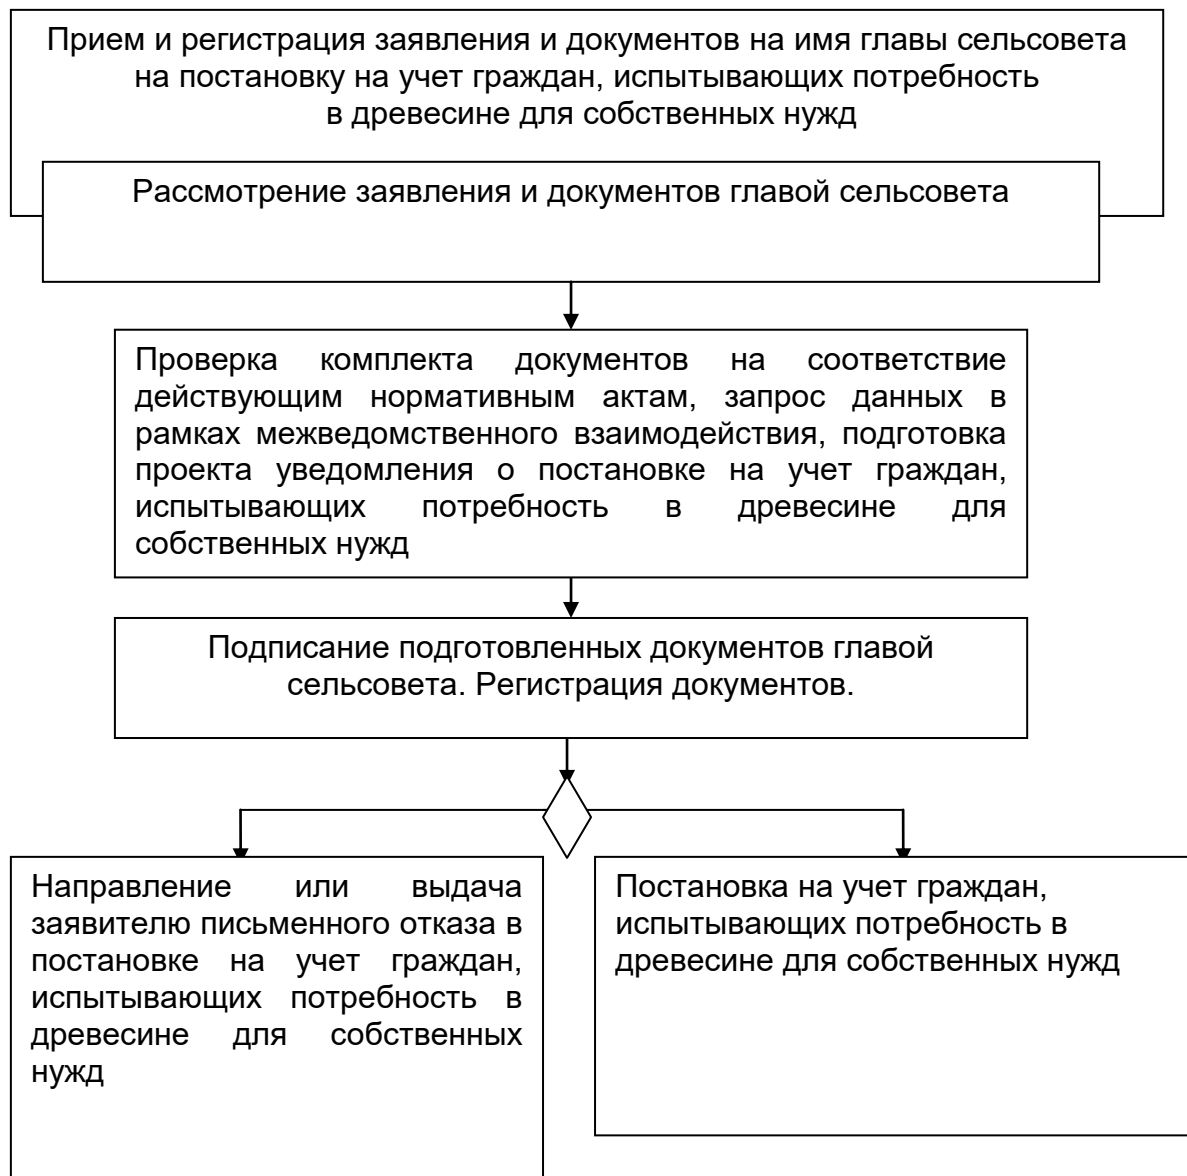 Прием и регистрация заявления и документов на имя главы сельсовета
на постановку на учет граждан, испытывающих потребность
в древесине для собственных нужд
Рассмотрение заявления и документов главой сельсовета
Проверка комплекта документов на соответствие
действующим нормативным актам, запрос данных в
рамках межведомственного взаимодействия, подготовка
проекта уведомления о постановке на учет граждан,
испытывающих потребность в древесине для
собственных нужд
Подписание подготовленных документов главой
сельсовета. Регистрация документов.
Направление или выдача
заявителю письменного отказа в
постановке на учет граждан,
испытывающих потребность в
древесине для собственных
нужд
Постановка на учет граждан,
испытывающих потребность в
древесине для собственных нужд